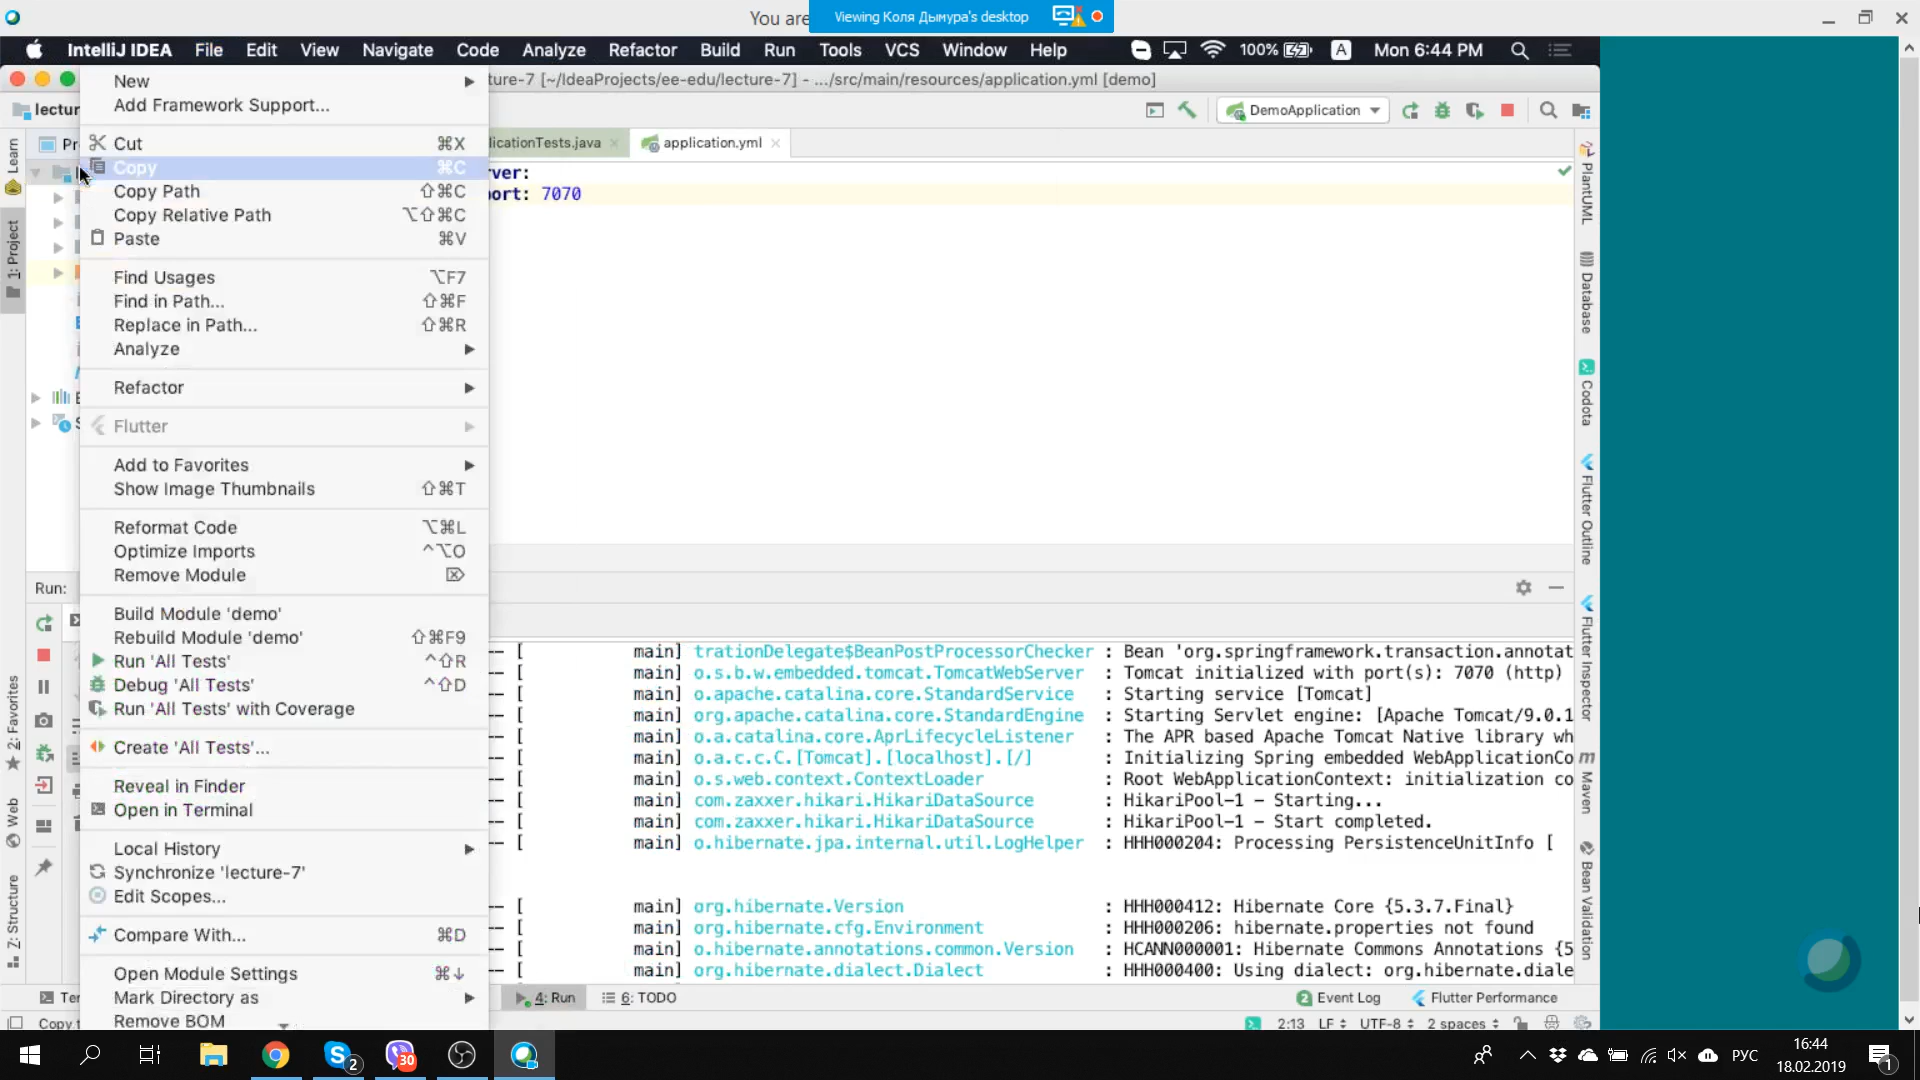 You are
Viewing Коля Дымура's desktop
IntelliJ IDEA File Edit View Navigate Code Analyze Refactor Build Run Tools VCS Window Help
100% A Mon 6:44 PM
ture-7 [~/IdeaProjects/ee-edu/lecture-7] - .../src/main/resources/application.yml [demo]
lectur
DemoApplication
Pr
licationTests.java
application.yml
ver:
port: 7070
New
Add Framework Support...
Cut ⌘X
Copy ⌘C
Copy Path ⇧⌘C
Copy Relative Path ⌥⇧⌘C
Paste ⌘V
Find Usages ⌥F7
Find in Path... ⇧⌘F
Replace in Path... ⇧⌘R
Analyze
Refactor
Flutter
Add to Favorites
Show Image Thumbnails ⇧⌘T
Reformat Code ⌥⌘L
Optimize Imports ^⌥O
Remove Module ⌦
Build Module 'demo'
Rebuild Module 'demo' ⇧⌘F9
Run 'All Tests' ^⇧R
Debug 'All Tests' ^⇧D
Run 'All Tests' with Coverage
Create 'All Tests'...
Reveal in Finder
Open in Terminal
Local History
Synchronize 'lecture-7'
Edit Scopes...
Compare With... ⌘D
Open Module Settings ⌘↓
Mark Directory as
Remove BOM
Learn
1: Project
2: Favorites
Web
7: Structure
PlantUML
Database
Codota
Flutter Outline
Flutter Inspector
Maven
Bean Validation
Run:
-- [ main] trationDelegate$BeanPostProcessorChecker : Bean 'org.springframework.transaction.annotat
-- [ main] o.s.b.w.embedded.tomcat.TomcatWebServer : Tomcat initialized with port(s): 7070 (http)
-- [ main] o.apache.catalina.core.StandardService : Starting service [Tomcat]
-- [ main] org.apache.catalina.core.StandardEngine : Starting Servlet engine: [Apache Tomcat/9.0.1
-- [ main] o.a.catalina.core.AprLifecycleListener : The APR based Apache Tomcat Native library wh
-- [ main] o.a.c.c.C.[Tomcat].[localhost].[/] : Initializing Spring embedded WebApplicationCo
-- [ main] o.s.web.context.ContextLoader : Root WebApplicationContext: initialization co
-- [ main] com.zaxxer.hikari.HikariDataSource : HikariPool-1 - Starting...
-- [ main] com.zaxxer.hikari.HikariDataSource : HikariPool-1 - Start completed.
-- [ main] o.hibernate.jpa.internal.util.LogHelper : HHH000204: Processing PersistenceUnitInfo [
-- [ main] org.hibernate.Version : HHH000412: Hibernate Core {5.3.7.Final}
-- [ main] org.hibernate.cfg.Environment : HHH000206: hibernate.properties not found
-- [ main] o.hibernate.annotations.common.Version : HCANN000001: Hibernate Commons Annotations {5
-- [ main] org.hibernate.dialect.Dialect : HHH000400: Using dialect: org.hibernate.diale
Ter
4: Run
6: TODO
2 Event Log
Flutter Performance
Copy t
2:13 LF UTF-8 2 spaces
2
30
РУС
16:44
18.02.2019
1